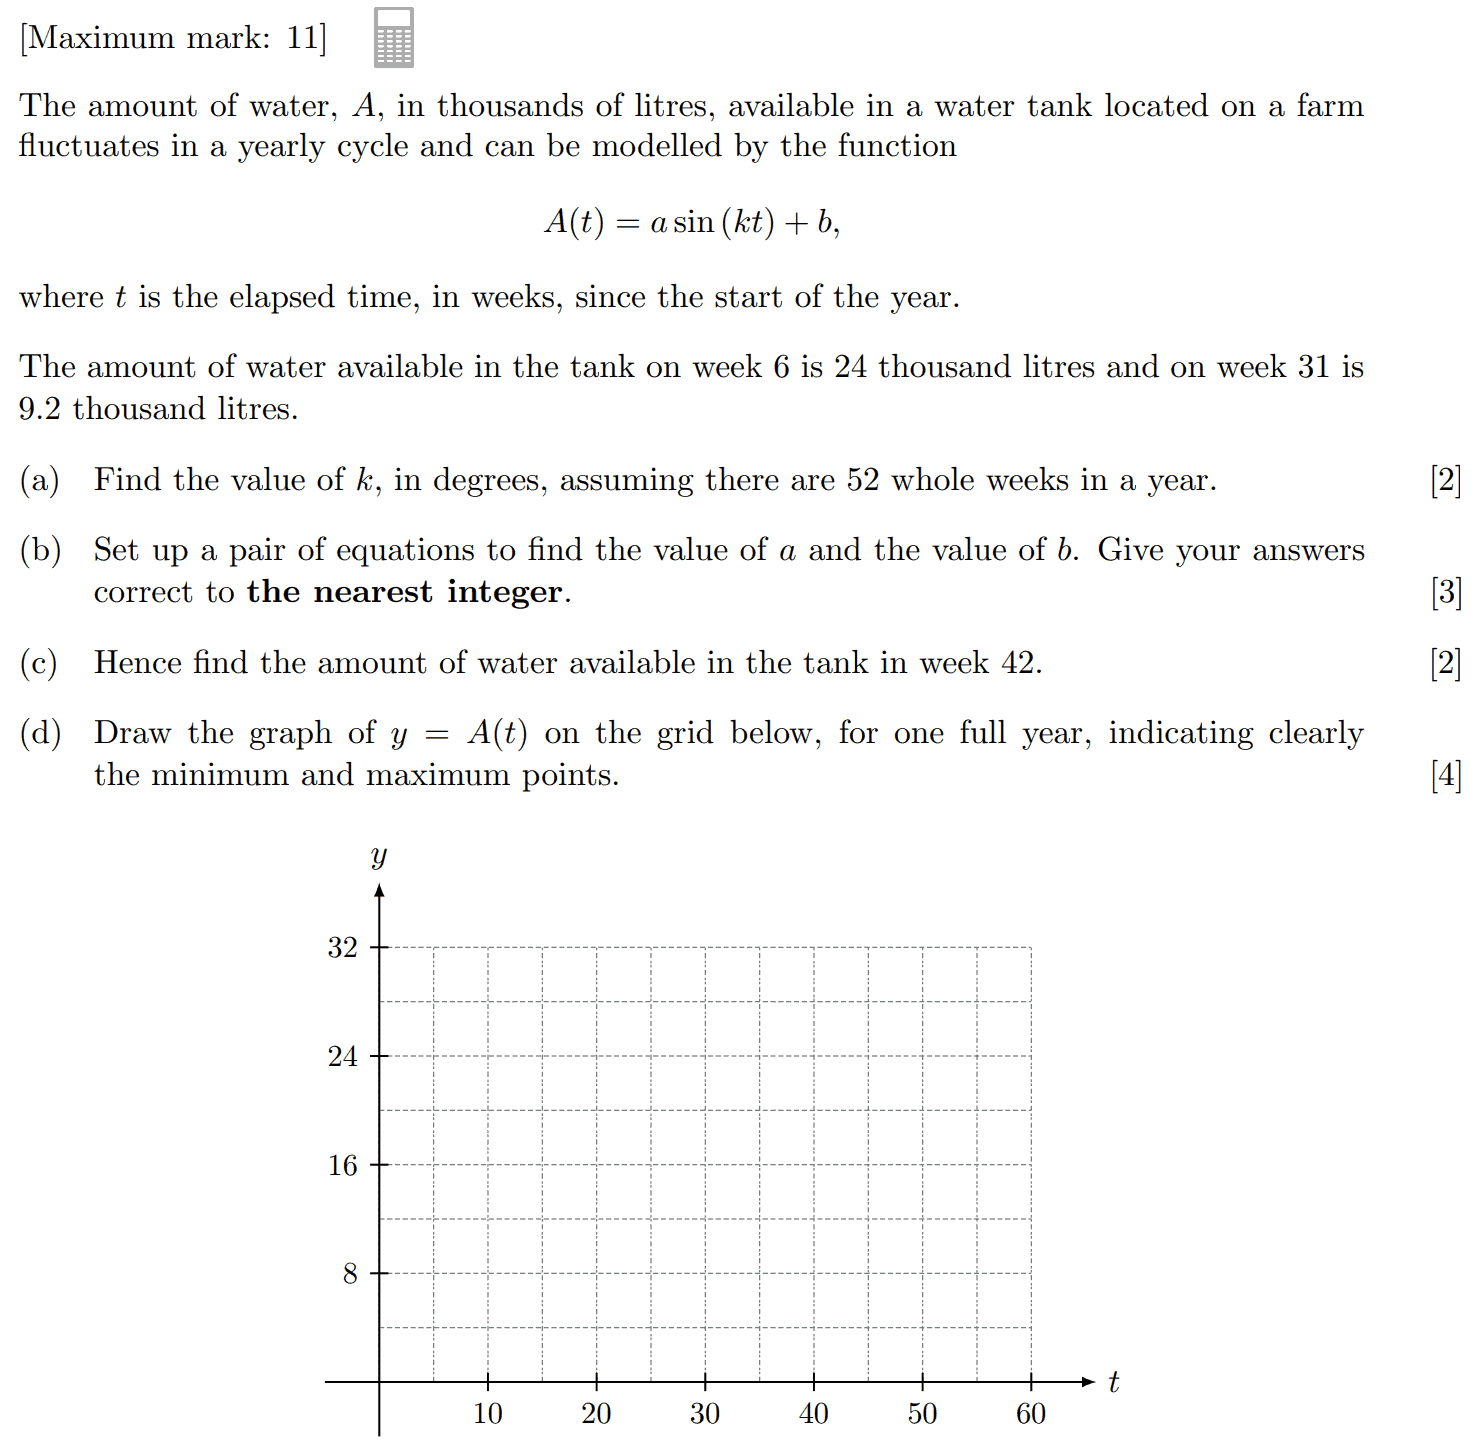 [Maximum mark: 11]
The amount of water, A, in thousands of litres, available in a water tank located on a farm
fluctuates in a yearly cycle and can be modelled by the function
A(t) = a sin (kt) + b,
where t is the elapsed time, in weeks, since the start of the year.
The amount of water available in the tank on week 6 is 24 thousand litres and on week 31 is
9.2 thousand litres.
(a) Find the value of k, in degrees, assuming there are 52 whole weeks in a year. [2]
(b) Set up a pair of equations to find the value of a and the value of b. Give your answers
correct to the nearest integer. [3]
(c) Hence find the amount of water available in the tank in week 42. [2]
(d) Draw the graph of y = A(t) on the grid below, for one full year, indicating clearly
the minimum and maximum points. [4]
y
32
24
16
8
t
10 20 30 40 50 60